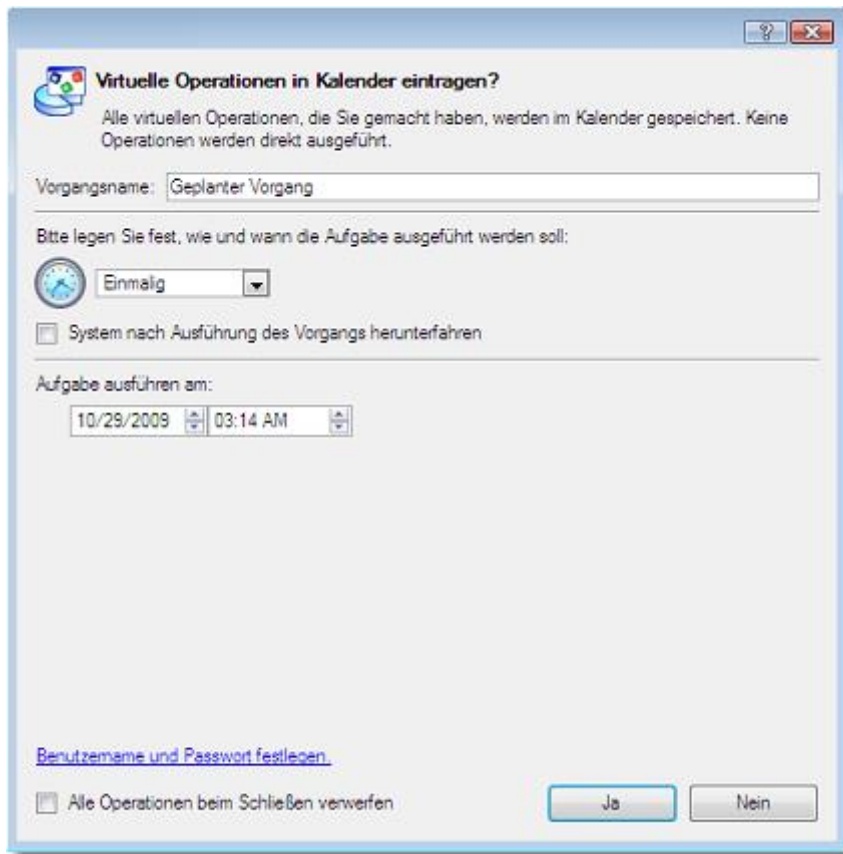 Virtuelle Operationen in Kalender eintragen?
Alle virtuellen Operationen, die Sie gemacht haben, werden im Kalender gespeichert. Keine
Operationen werden direkt ausgeführt.
Vorgangsname: Geplanter Vorgang
Bitte legen Sie fest, wie und wann die Aufgabe ausgeführt werden soll:
Einmalig
System nach Ausführung des Vorgangs herunterfahren
Aufgabe ausführen am:
10/29/2009 03:14 AM
Benutzername und Passwort festlegen.
Alle Operationen beim Schließen verwerfen
Ja Nein